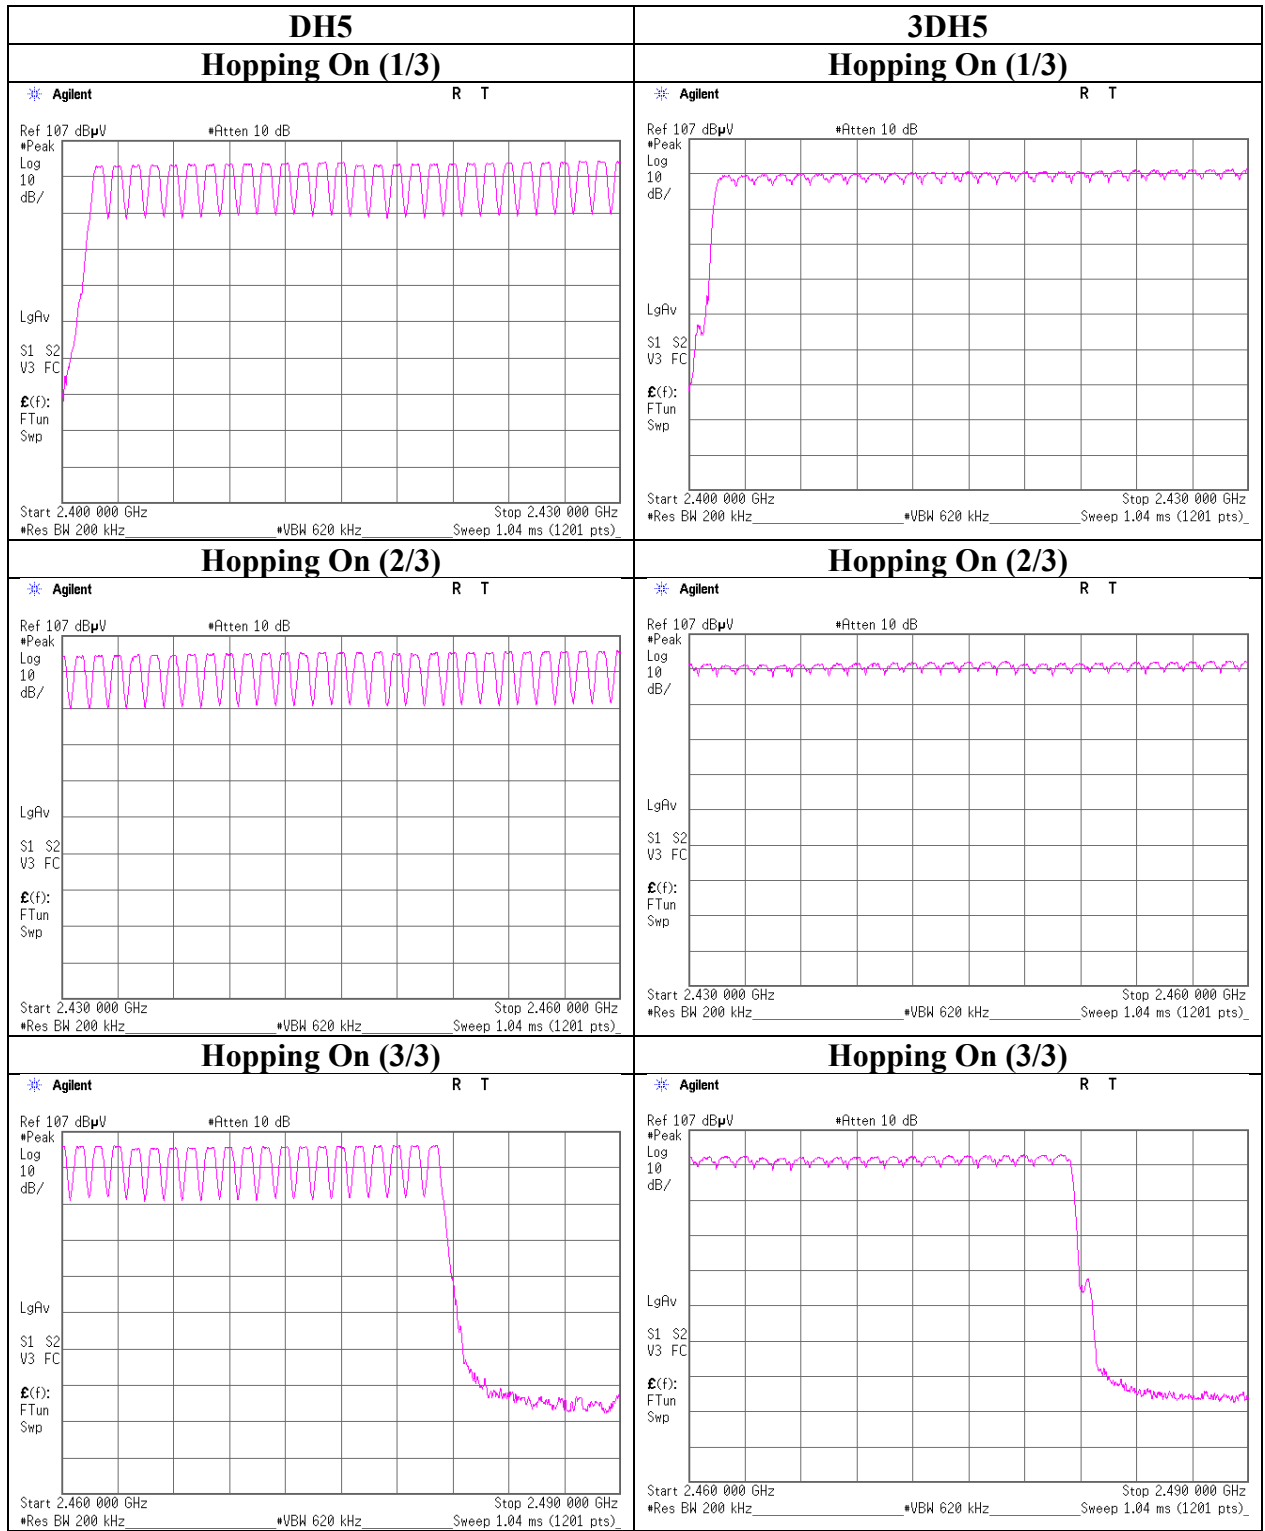 DH5
3DH5
Hopping On (1/3)
Hopping On (1/3)
Agilent R T
Ref 107 dBµV #Atten 10 dB
#Peak
Log
10
dB/
LgAv
S1 S2
V3 FC
£(f):
FTun
Swp
Start 2.400 000 GHz Stop 2.430 000 GHz
#Res BW 200 kHz #VBW 620 kHz Sweep 1.04 ms (1201 pts)
Agilent R T
Ref 107 dBµV #Atten 10 dB
#Peak
Log
10
dB/
LgAv
S1 S2
V3 FC
£(f):
FTun
Swp
Start 2.400 000 GHz Stop 2.430 000 GHz
#Res BW 200 kHz #VBW 620 kHz Sweep 1.04 ms (1201 pts)
Hopping On (2/3)
Hopping On (2/3)
Agilent R T
Ref 107 dBµV #Atten 10 dB
#Peak
Log
10
dB/
LgAv
S1 S2
V3 FC
£(f):
FTun
Swp
Start 2.430 000 GHz Stop 2.460 000 GHz
#Res BW 200 kHz #VBW 620 kHz Sweep 1.04 ms (1201 pts)
Agilent R T
Ref 107 dBµV #Atten 10 dB
#Peak
Log
10
dB/
LgAv
S1 S2
V3 FC
£(f):
FTun
Swp
Start 2.430 000 GHz Stop 2.460 000 GHz
#Res BW 200 kHz #VBW 620 kHz Sweep 1.04 ms (1201 pts)
Hopping On (3/3)
Hopping On (3/3)
Agilent R T
Ref 107 dBµV #Atten 10 dB
#Peak
Log
10
dB/
LgAv
S1 S2
V3 FC
£(f):
FTun
Swp
Start 2.460 000 GHz Stop 2.490 000 GHz
#Res BW 200 kHz #VBW 620 kHz Sweep 1.04 ms (1201 pts)
Agilent R T
Ref 107 dBµV #Atten 10 dB
#Peak
Log
10
dB/
LgAv
S1 S2
V3 FC
£(f):
FTun
Swp
Start 2.460 000 GHz Stop 2.490 000 GHz
#Res BW 200 kHz #VBW 620 kHz Sweep 1.04 ms (1201 pts)